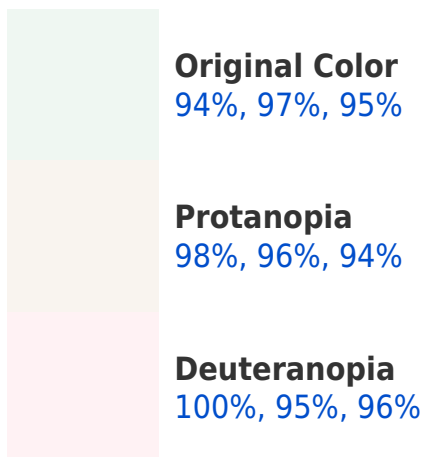 Original Color
94%, 97%, 95%
Protanopia
98%, 96%, 94%
Deuteranopia
100%, 95%, 96%